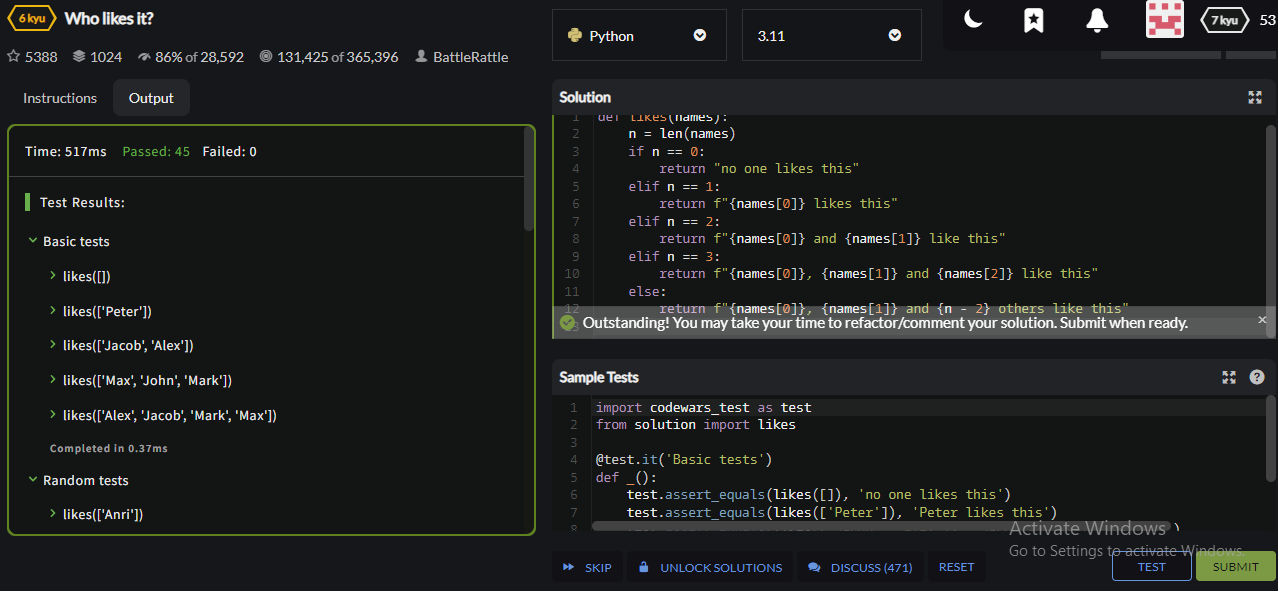 6 kyu Who likes it?
5388 1024 86% of 28,592 131,425 of 365,396 BattleRattle
Python
3.11
7 kyu 53
Instructions Output
Time: 517ms Passed: 45 Failed: 0
Test Results:
Basic tests
likes([])
likes(['Peter'])
likes(['Jacob', 'Alex'])
likes(['Max', 'John', 'Mark'])
likes(['Alex', 'Jacob', 'Mark', 'Max'])
Completed in 0.37ms
Random tests
likes(['Anri'])
Solution
1 def likes(names):
2 n = len(names)
3 if n == 0:
4 return "no one likes this"
5 elif n == 1:
6 return f"{names[0]} likes this"
7 elif n == 2:
8 return f"{names[0]} and {names[1]} like this"
9 elif n == 3:
10 return f"{names[0]}, {names[1]} and {names[2]} like this"
11 else:
12 return f"{names[0]}, {names[1]} and {n - 2} others like this"
Outstanding! You may take your time to refactor/comment your solution. Submit when ready.
Sample Tests
1 import codewars_test as test
2 from solution import likes
3
4 @test.it('Basic tests')
5 def _():
6 test.assert_equals(likes([]), 'no one likes this')
7 test.assert_equals(likes(['Peter']), 'Peter likes this')
8
Activate Windows
Go to Settings to activate Windows.
SKIP UNLOCK SOLUTIONS DISCUSS (471) RESET TEST SUBMIT